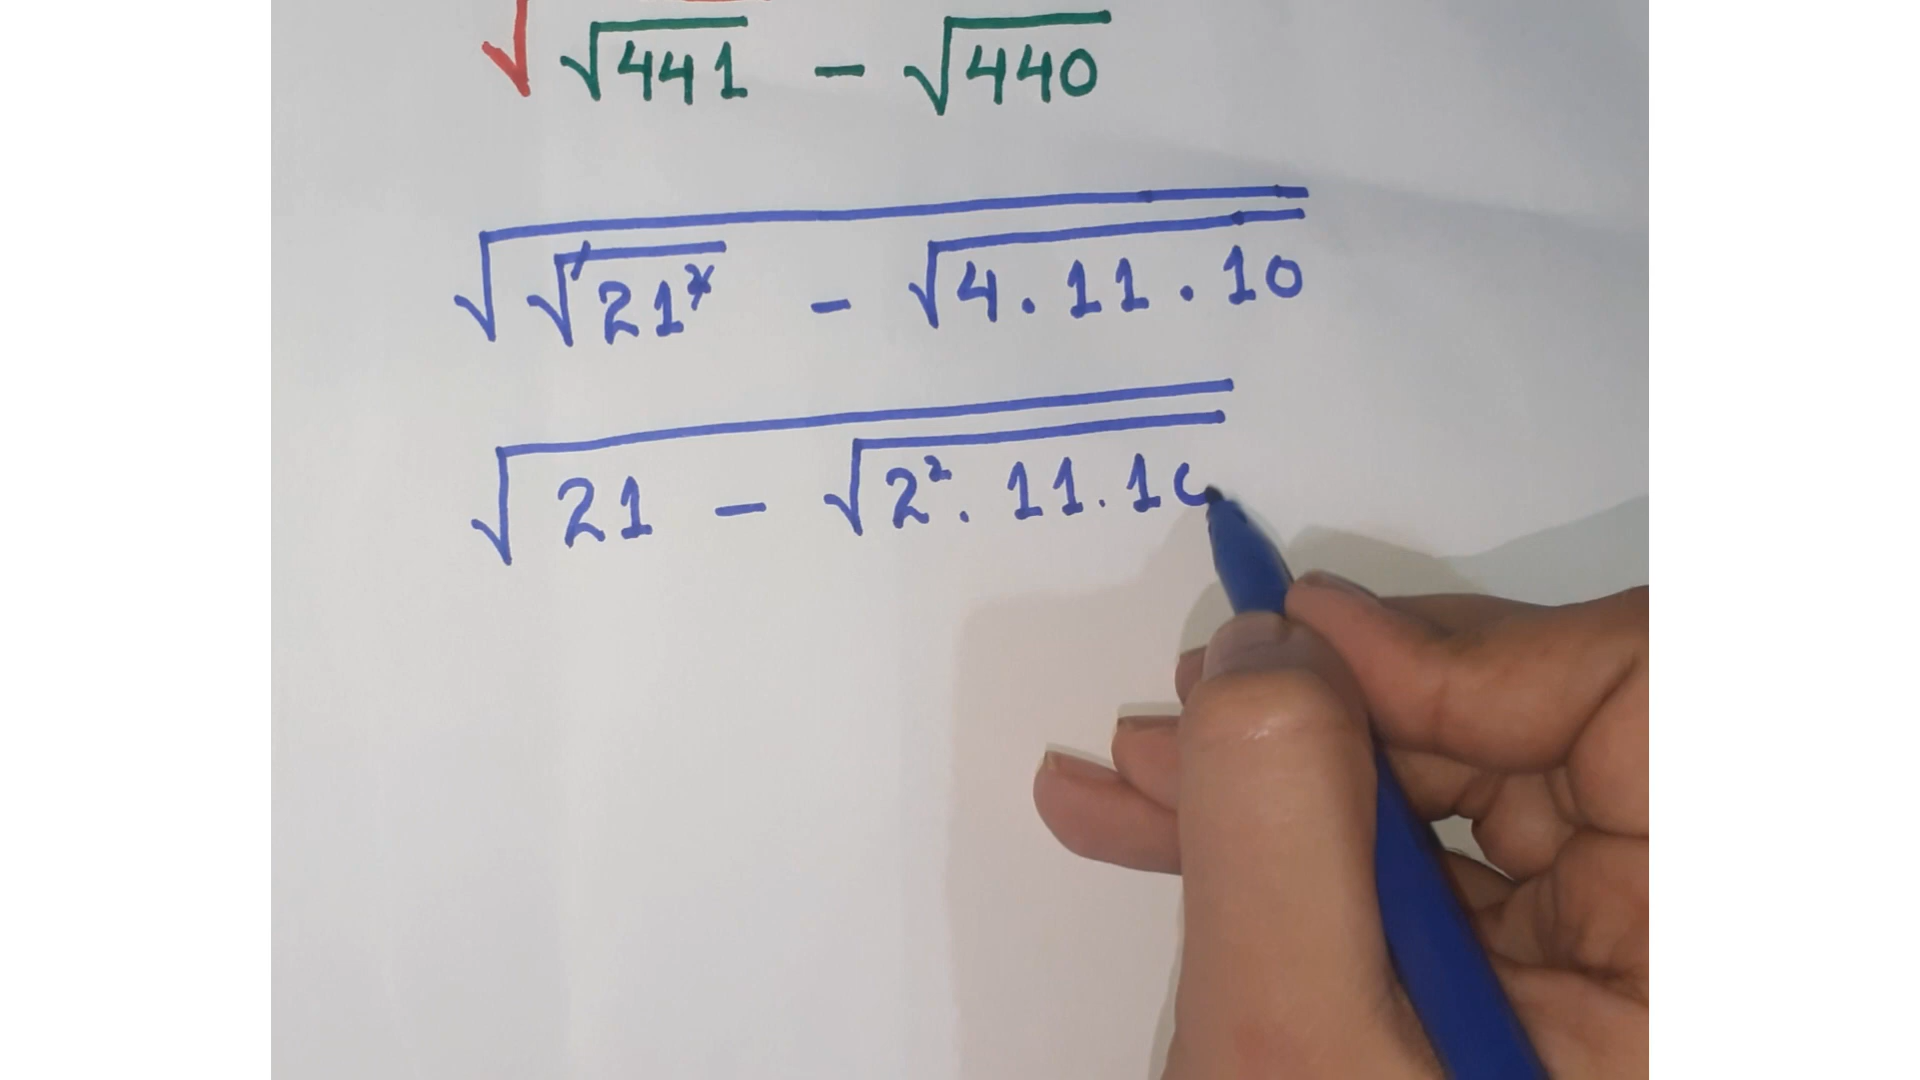 √√441 - √440
√√21² - √4.11.10
√21 - √2².11.10